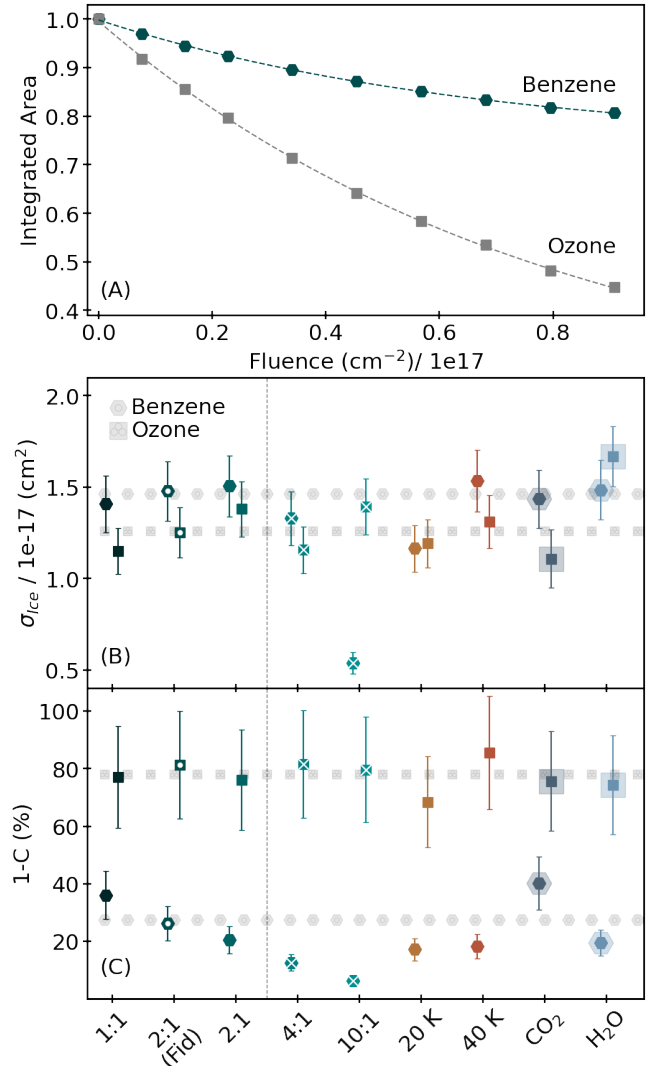 1.0
0.9
0.8
0.7
0.6
0.5
0.4
Integrated Area
Benzene
Ozone
(A)
0.0 0.2 0.4 0.6 0.8
Fluence (cm⁻²)/ 1e17
2.0
1.5
1.0
0.5
σ_Ice / 1e-17 (cm²)
Benzene
Ozone
(B)
100
80
60
40
20
1-C (%)
(C)
1:1
2:1
(Fid)
2:1
4:1
10:1
20 K
40 K
CO₂
H₂O